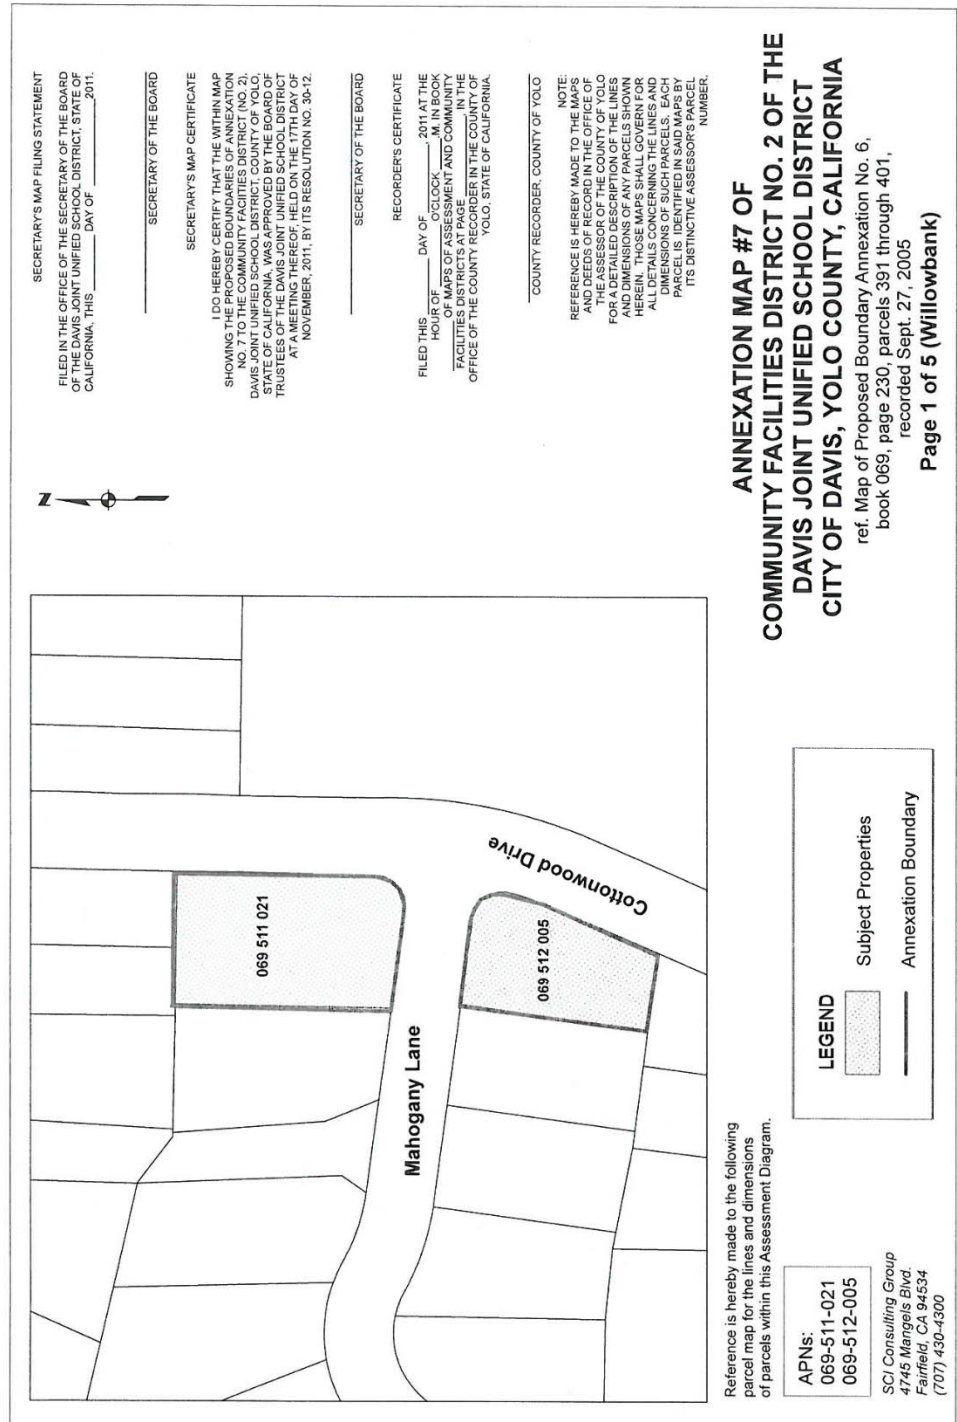 SECRETARY'S MAP FILING STATEMENT
FILED IN THE OFFICE OF THE SECRETARY OF THE BOARD
OF THE DAVIS JOINT UNIFIED SCHOOL DISTRICT, STATE OF
CALIFORNIA, THIS ______ DAY OF __________ 2011.
SECRETARY OF THE BOARD
SECRETARY'S MAP CERTIFICATE
I DO HEREBY CERTIFY THAT THE WITHIN MAP
SHOWING THE PROPOSED BOUNDARIES OF ANNEXATION
NO. 7 TO THE COMMUNITY FACIITIES DISTRICT (NO. 2),
DAVIS JOINT UNIFIED SCHOOL DISTRICT, COUNTY OF YOLO,
STATE OF CALIFORNIA, WAS APPROVED BY THE BOARD OF
TRUSTEES OF THE DAVIS JOINT UNIFIED SCHOOL DISTRICT
AT A MEETING THEREOF, HELD ON THE 17TH DAY OF
NOVEMBER, 2011, BY ITS RESOLUTION NO. 30-12.
SECRETARY OF THE BOARD
RECORDER'S CERTIFICATE
FILED THIS ____ DAY OF ________, 2011 AT THE
HOUR OF ____ O'CLOCK ____.M. IN BOOK
____ OF MAPS OF ASSESSMENT AND COMMUNITY
FACILITIES DISTRICTS AT PAGE ______, IN THE
OFFICE OF THE COUNTY RECORDER IN THE COUNTY OF
YOLO, STATE OF CALIFORNIA.
COUNTY RECORDER, COUNTY OF YOLO
NOTE:
REFERENCE IS HEREBY MADE TO THE MAPS
AND DEEDS OF RECORD IN THE OFFICE OF
THE ASSESSOR OF THE COUNTY OF YOLO
FOR A DETAILED DESCRIPTION OF THE LINES
AND DIMENSIONS OF ANY PARCELS SHOWN
HEREIN. THOSE MAPS SHALL GOVERN FOR
ALL DETAILS CONCERNING THE LINES AND
DIMENSIONS OF SUCH PARCELS. EACH
PARCEL IS IDENTIFIED IN SAID MAPS BY
ITS DISTINCTIVE ASSESSOR'S PARCEL
NUMBER.
N
069 511 021
069 512 005
Cottonwood Drive
Mahogany Lane
ANNEXATION MAP #7 OF
COMMUNITY FACILITIES DISTRICT NO. 2 OF THE
DAVIS JOINT UNIFIED SCHOOL DISTRICT
CITY OF DAVIS, YOLO COUNTY, CALIFORNIA
ref. Map of Proposed Boundary Annexation No. 6,
book 069, page 230, parcels 391 through 401,
recorded Sept. 27, 2005
Page 1 of 5 (Willowbank)
Reference is hereby made to the following
parcel map for the lines and dimensions
of parcels within this Assessment Diagram.
APNs:
069-511-021
069-512-005
LEGEND
Subject Properties
Annexation Boundary
SCI Consulting Group
4745 Mangels Blvd.
Fairfield, CA 94534
(707) 430-4300